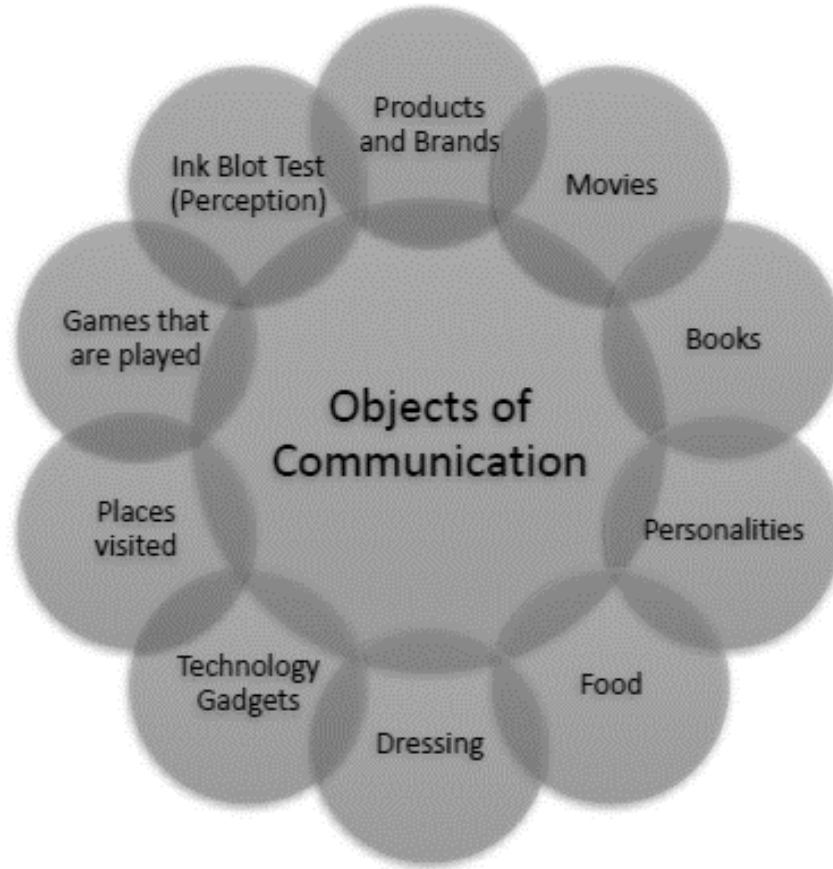 Products
and Brands
Movies
Books
Personalities
Food
Dressing
Technology
Gadgets
Places
visited
Games that
are played
Ink Blot Test
(Perception)
Objects of
Communication